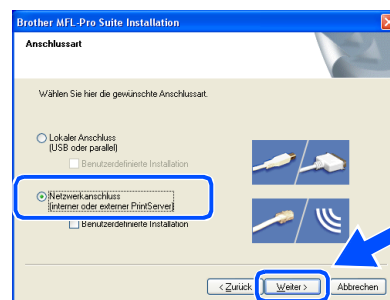 Brother MFL-Pro Suite Installation
Anschlussart
Wählen Sie hier die gewünschte Anschlussart.
Lokaler Anschluss
(USB oder parallel)
Benutzerdefinierte Installation
Netzwerkanschluss
(interner oder externer PrintServer)
Benutzerdefinierte Installation
< Zurück Weiter > Abbrechen